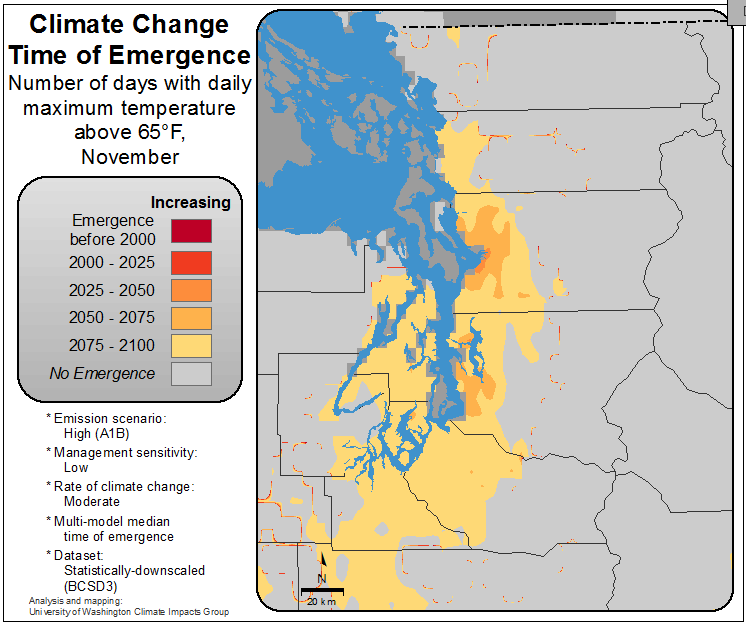 Climate Change
Time of Emergence
Number of days with daily
maximum temperature
above 65°F,
November
Increasing
Emergence
before 2000
2000 - 2025
2025 - 2050
2050 - 2075
2075 - 2100
No Emergence
* Emission scenario:
High (A1B)
* Management sensitivity:
Low
* Rate of climate change:
Moderate
* Multi-model median
time of emergence
* Dataset:
Statistically-downscaled
(BCSD3)
Analysis and mapping:
University of Washington Climate Impacts Group
N
20 km